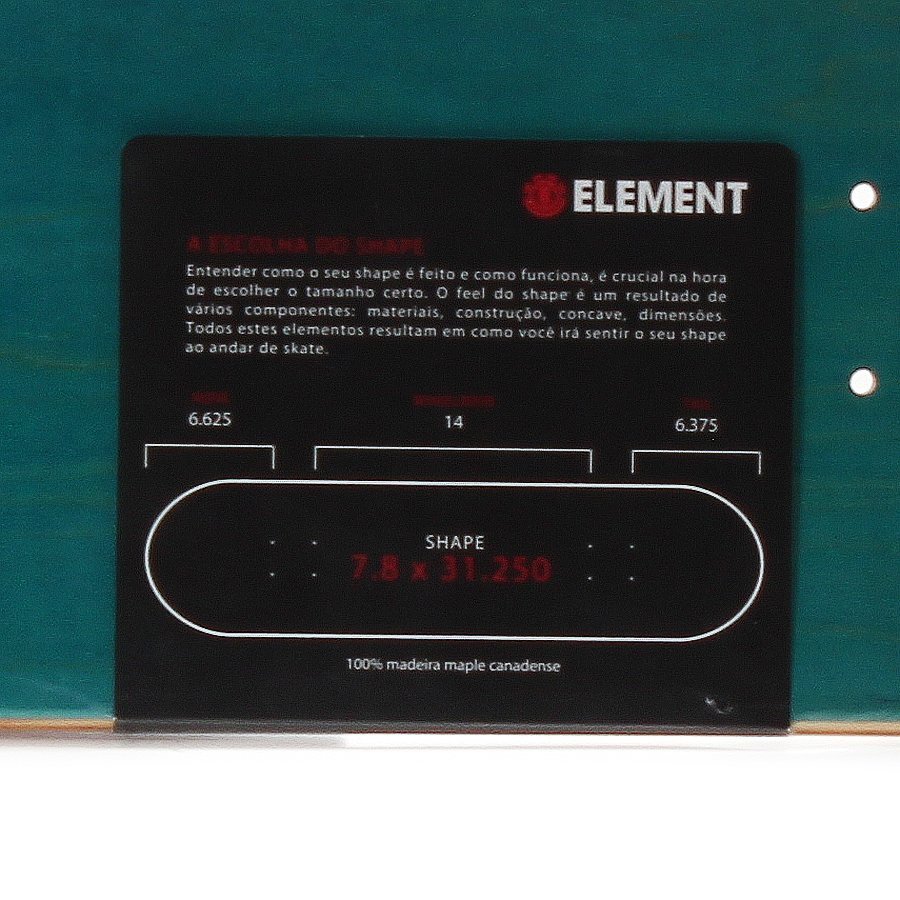 ELEMENT
A ESCOLHA DO SHAPE
Entender como o seu shape é feito e como funciona, é crucial na hora
de escolher o tamanho certo. O feel do shape é um resultado de
vários componentes: materiais, construção, concave, dimensões.
Todos estes elementos resultam em como você irá sentir o seu shape
ao andar de skate.
6.625
14
6.375
SHAPE
7.8 x 31.250
100% madeira maple canadense